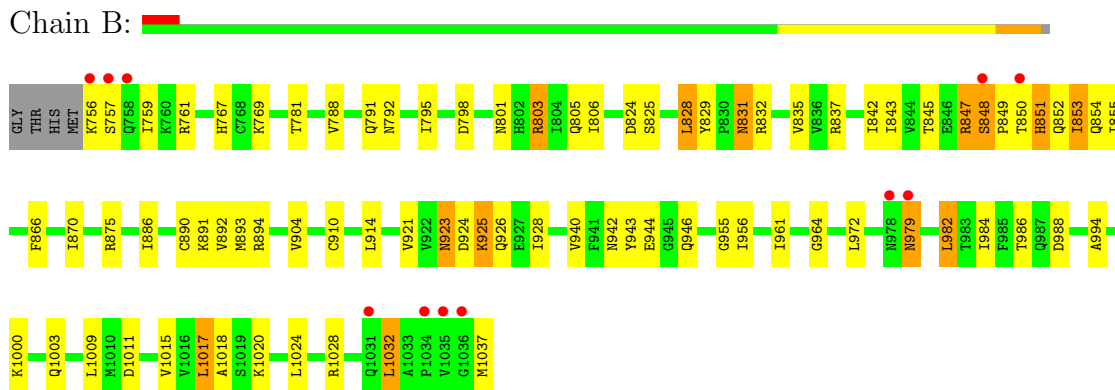 Chain B:
GLY THR HIS MET K756 S757 Q758 I759 K760 R761 H767 C768 K769 T781 V788 Q791 N792 I795 D798 N801 H802 R803 I804 Q805 I806 D824 S825 L828 Y829 P830 N831 R832 V835 V836 R837 I842 I843 V844 T845 E846 R847 S848 P849 T850 H851 Q852 I853 Q854 I855
F866 I870 R875 I886 C890 K891 V892 M893 R894 V904 C910 L914 V921 V922 N923 D924 K925 Q926 E927 I928 V940 F941 N942 Y943 E944 G945 Q946 G955 I956 I961 G964 L972 N978 N979 L982 I983 I984 F985 T986 Q987 D988 A994
K1000 Q1003 L1009 M1010 D1011 V1015 V1016 L1017 A1018 S1019 K1020 L1024 R1028 Q1031 L1032 A1033 P1034 V1035 G1036 M1037